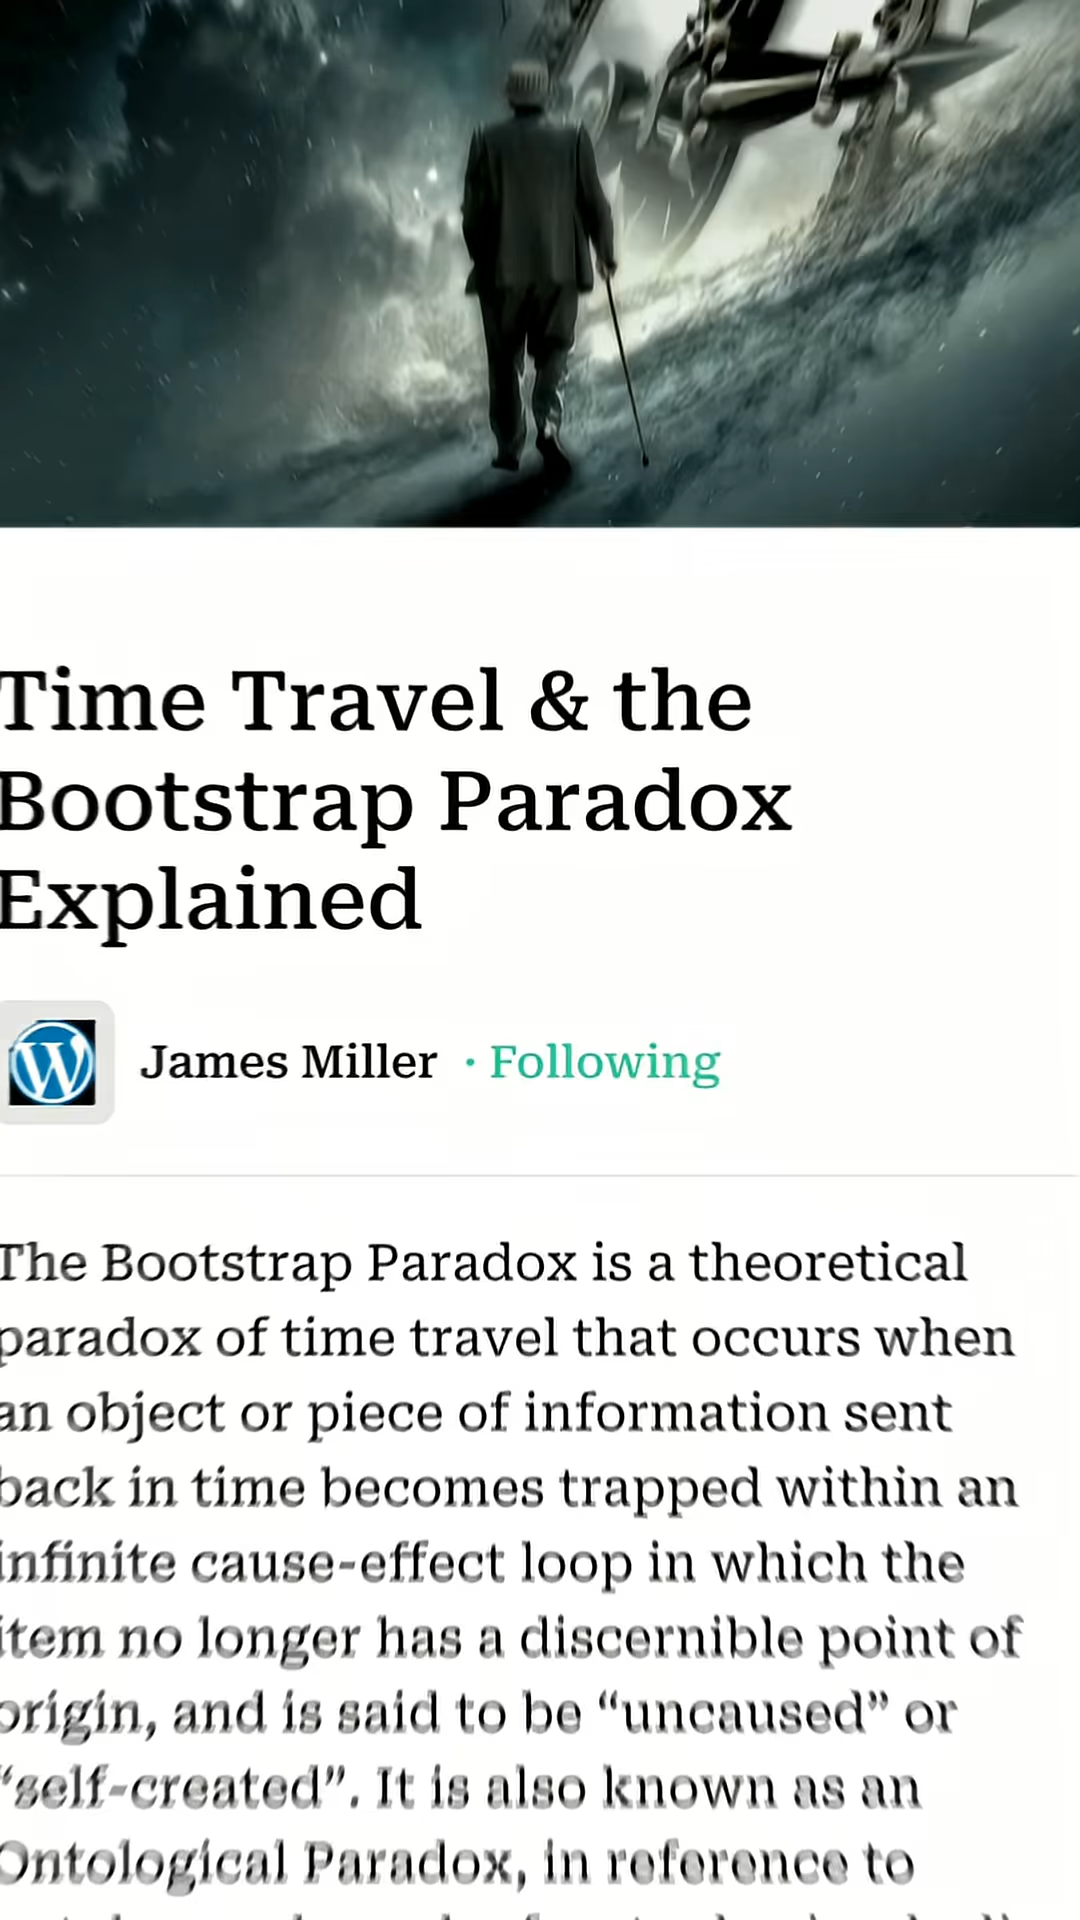 Time Travel & the
Bootstrap Paradox
Explained
James Miller · Following
The Bootstrap Paradox is a theoretical
paradox of time travel that occurs when
an object or piece of information sent
back in time becomes trapped within an
infinite cause-effect loop in which the
item no longer has a discernible point of
origin, and is said to be “uncaused” or
“self-created”. It is also known as an
Ontological Paradox, in reference to